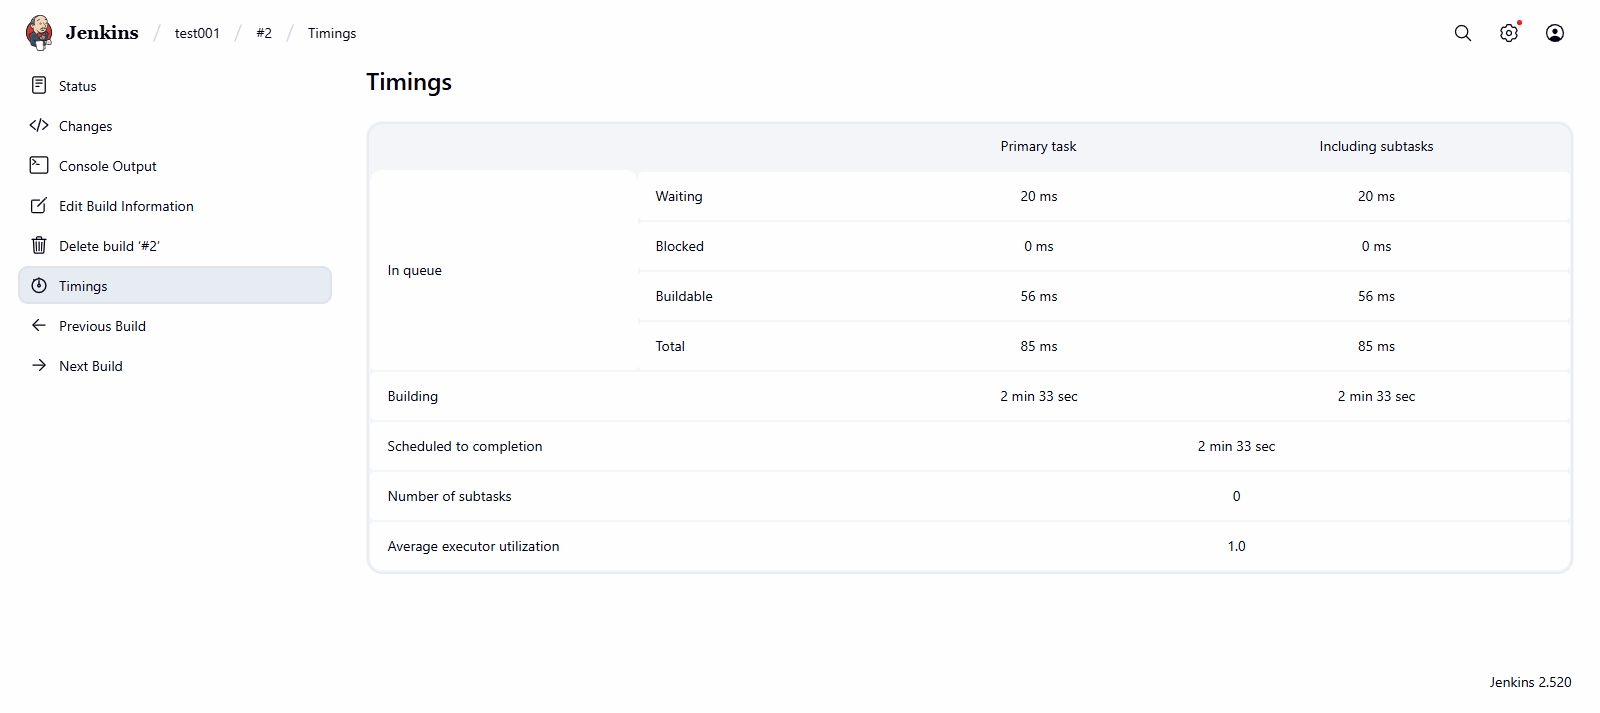 Jenkins / test001 / #2 / Timings
Status
Changes
Console Output
Edit Build Information
Delete build ‘#2’
Timings
Previous Build
Next Build
Timings
Primary task Including subtasks
In queue
Waiting 20 ms 20 ms
Blocked 0 ms 0 ms
Buildable 56 ms 56 ms
Total 85 ms 85 ms
Building 2 min 33 sec 2 min 33 sec
Scheduled to completion 2 min 33 sec
Number of subtasks 0
Average executor utilization 1.0
Jenkins 2.520